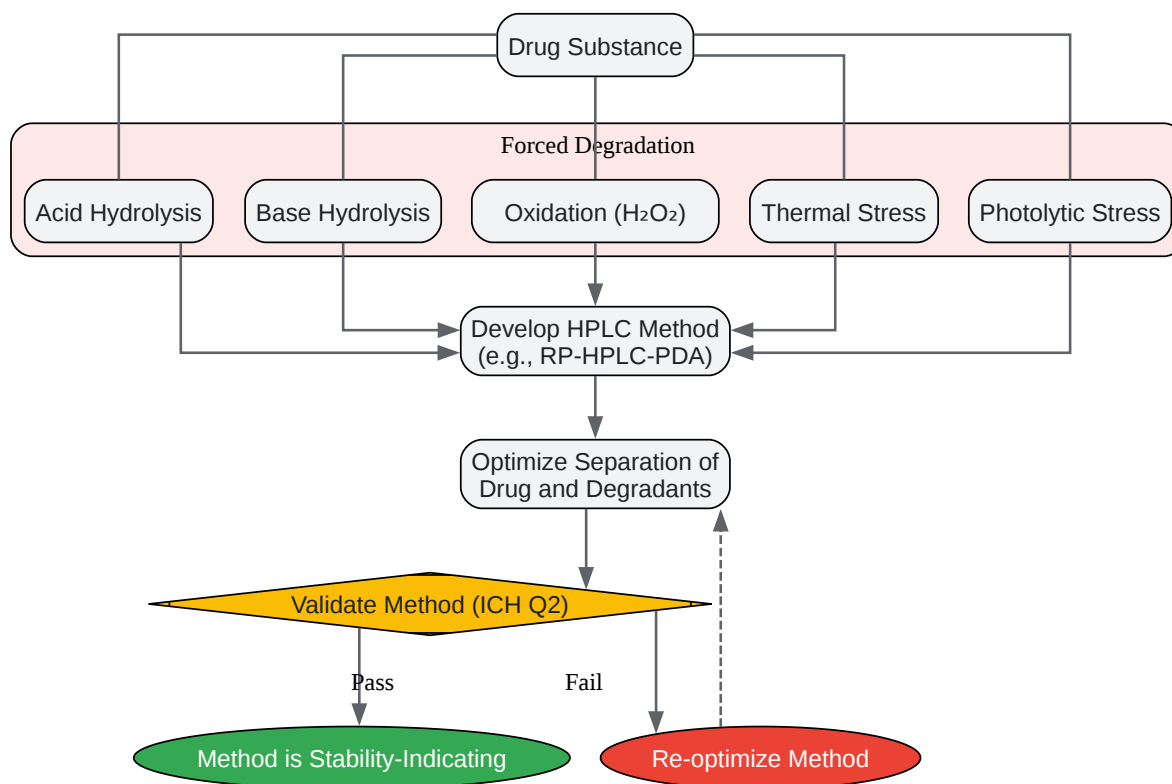 Drug Substance
Forced Degradation
Acid Hydrolysis
Base Hydrolysis
Oxidation (H₂O₂)
Thermal Stress
Photolytic Stress
Develop HPLC Method
(e.g., RP-HPLC-PDA)
Optimize Separation of
Drug and Degradants
Validate Method (ICH Q2)
Pass
Fail
Method is Stability-Indicating
Re-optimize Method